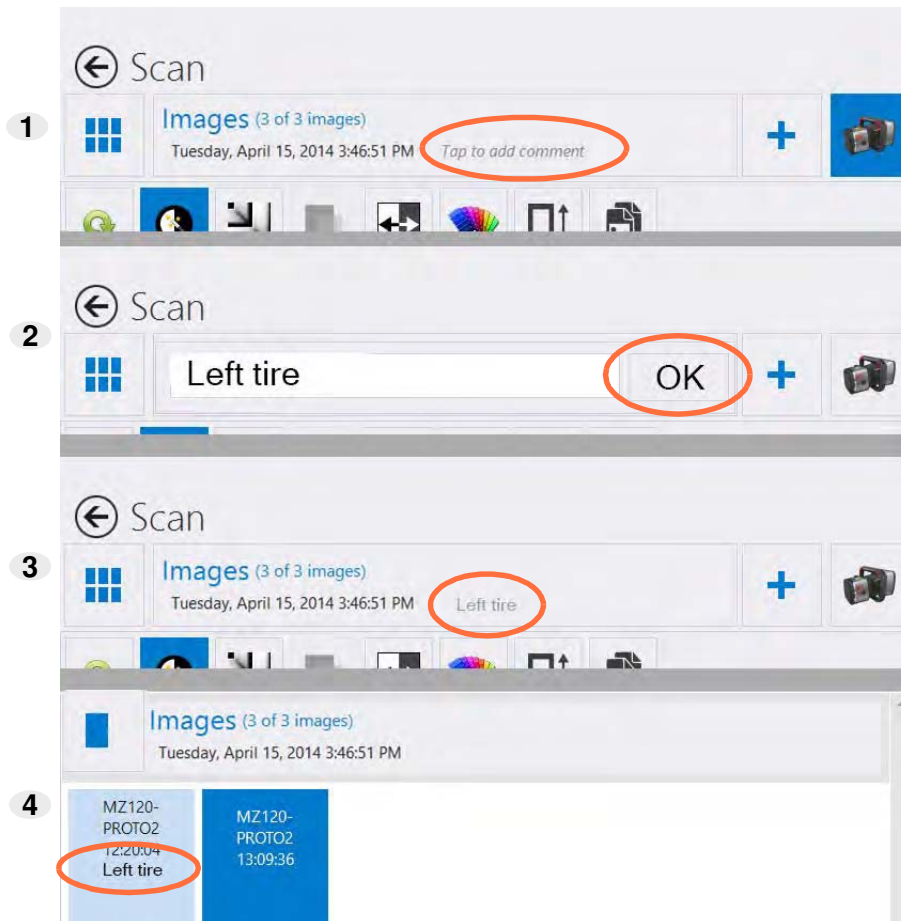 Scan
1
Images (3 of 3 images)
Tuesday, April 15, 2014 3:46:51 PM Tap to add comment
Scan
2
Left tire OK
Scan
3
Images (3 of 3 images)
Tuesday, April 15, 2014 3:46:51 PM Left tire
Images (3 of 3 images)
Tuesday, April 15, 2014 3:46:51 PM
4
MZ120-
PROTO2
12:20:04
Left tire
MZ120-
PROTO2
13:09:36